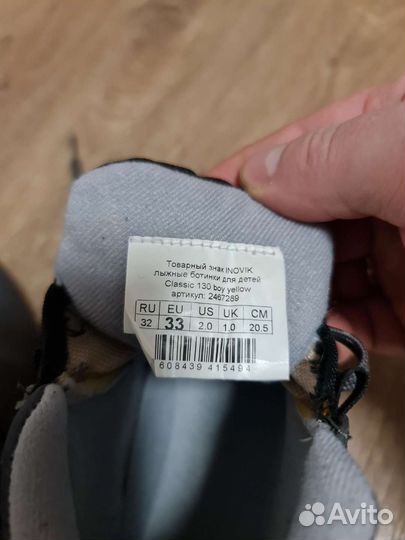 Товарный знак INOVIK
лыжные ботинки для детей
Classic 130 boy yellow
артикул: 2467289
RU EU US UK CM
32 33 2.0 1.0 20.5
608439 415494
Avito